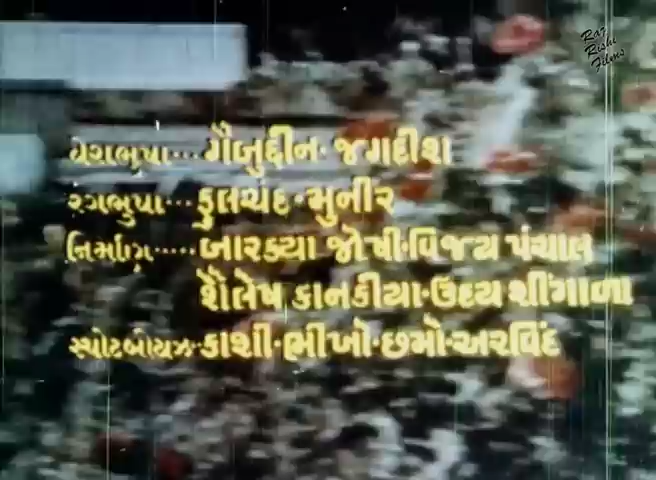 Raj
Rishi
Films
વેશભુષા... ગૈબુદ્દીન · જગદીશ
રંગભુષા... ફુલચંદ · મુનીર
નિર્માણ..... બારક્યા જોષી · વિજય પંચાલ
શૈલેષ કાનકીયા · ઉદય શીંગાળા
સ્પોટબોયઝ.. કાશી · ભીખો · છમો · અરવિંદ